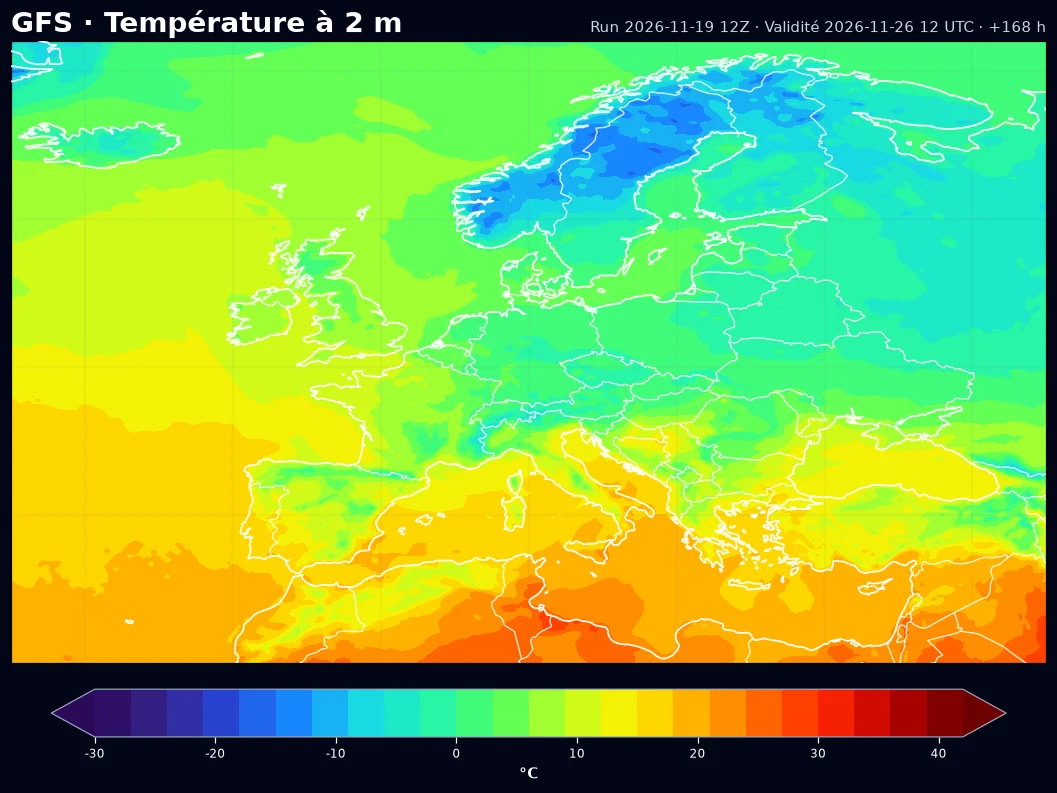 GFS · Température à 2 m
Run 2026-11-19 12Z · Validité 2026-11-26 12 UTC · +168 h
-30 -20 -10 0 10 20 30 40
°C